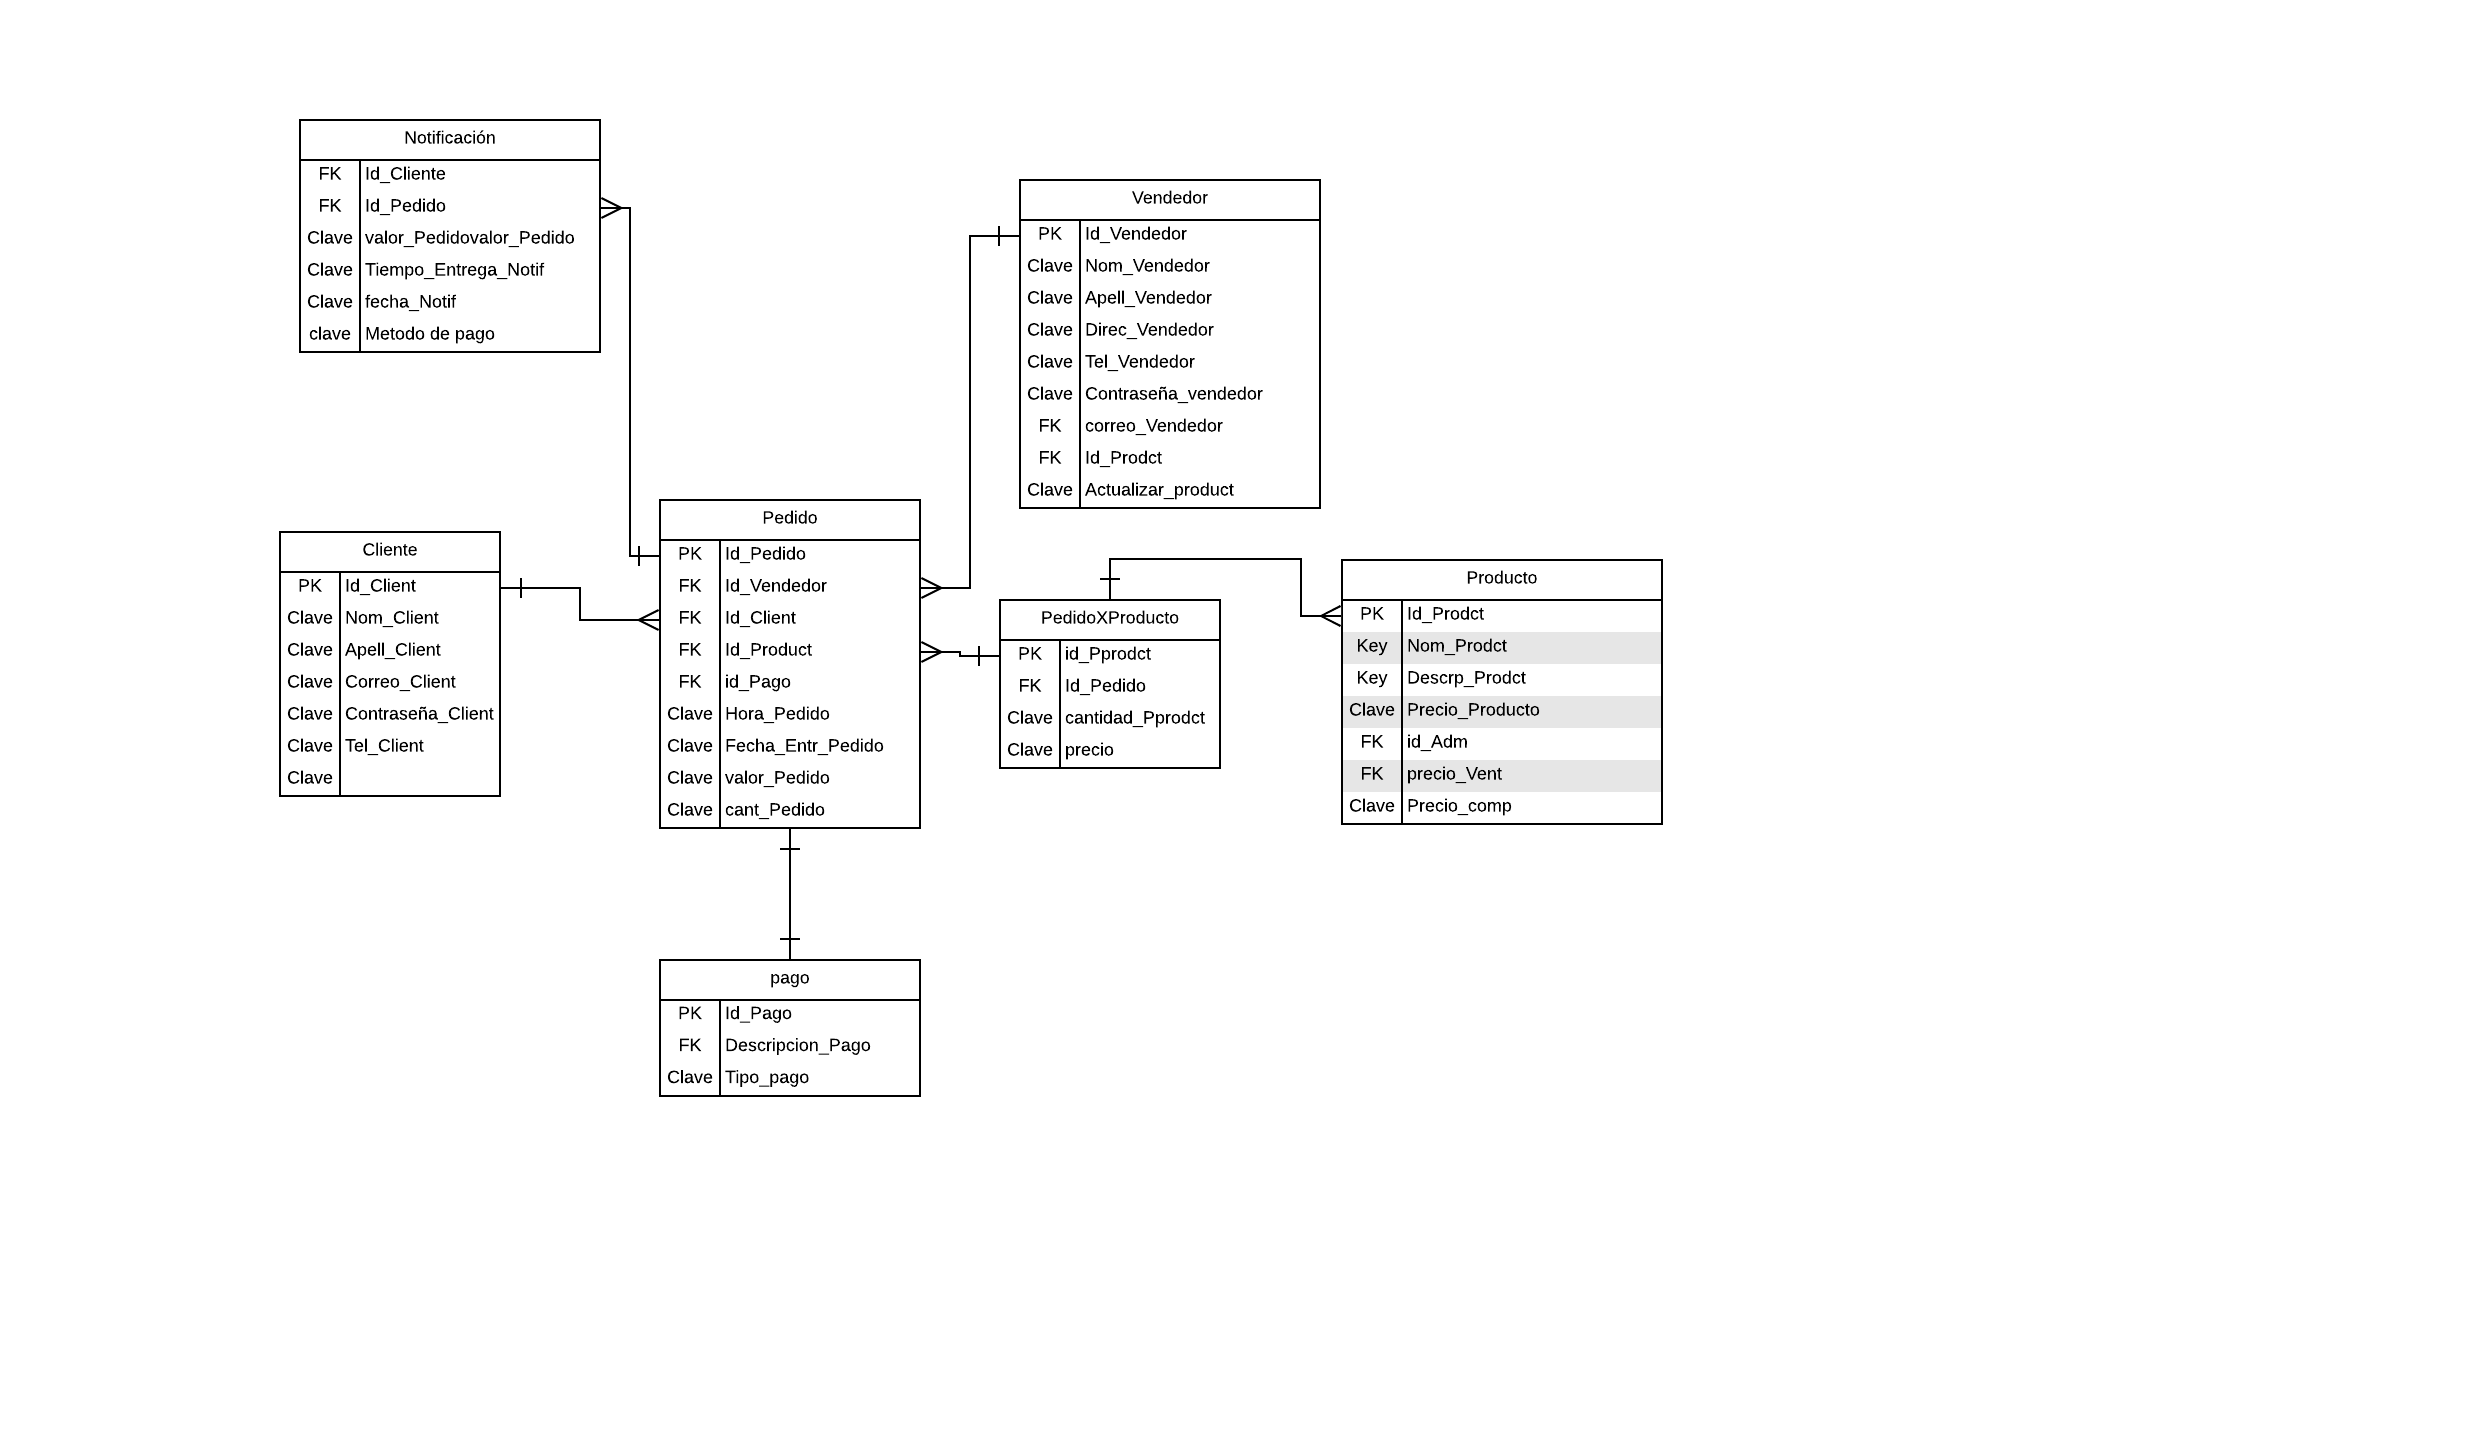 Notificación
FK Id_Cliente
FK Id_Pedido
Clave valor_Pedidovalor_Pedido
Clave Tiempo_Entrega_Notif
Clave fecha_Notif
clave Metodo de pago
Vendedor
PK Id_Vendedor
Clave Nom_Vendedor
Clave Apell_Vendedor
Clave Direc_Vendedor
Clave Tel_Vendedor
Clave Contraseña_vendedor
FK correo_Vendedor
FK Id_Prodct
Clave Actualizar_product
Cliente
PK Id_Client
Clave Nom_Client
Clave Apell_Client
Clave Correo_Client
Clave Contraseña_Client
Clave Tel_Client
Clave
Pedido
PK Id_Pedido
FK Id_Vendedor
FK Id_Client
FK Id_Product
FK id_Pago
Clave Hora_Pedido
Clave Fecha_Entr_Pedido
Clave valor_Pedido
Clave cant_Pedido
PedidoXProducto
PK id_Pprodct
FK Id_Pedido
Clave cantidad_Pprodct
Clave precio
Producto
PK Id_Prodct
Key Nom_Prodct
Key Descrp_Prodct
Clave Precio_Producto
FK id_Adm
FK precio_Vent
Clave Precio_comp
pago
PK Id_Pago
FK Descripcion_Pago
Clave Tipo_pago